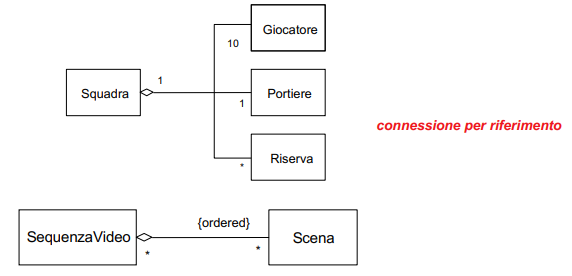 Giocatore
10
1
Squadra
Portiere
1
connessione per riferimento
Riserva
*
{ordered}
SequenzaVideo
Scena
*
*